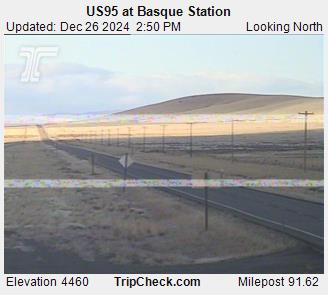 US95 at Basque Station
Updated: Dec 26 2024 2:50 PM Looking North
Elevation 4460 TripCheck.com Milepost 91.62